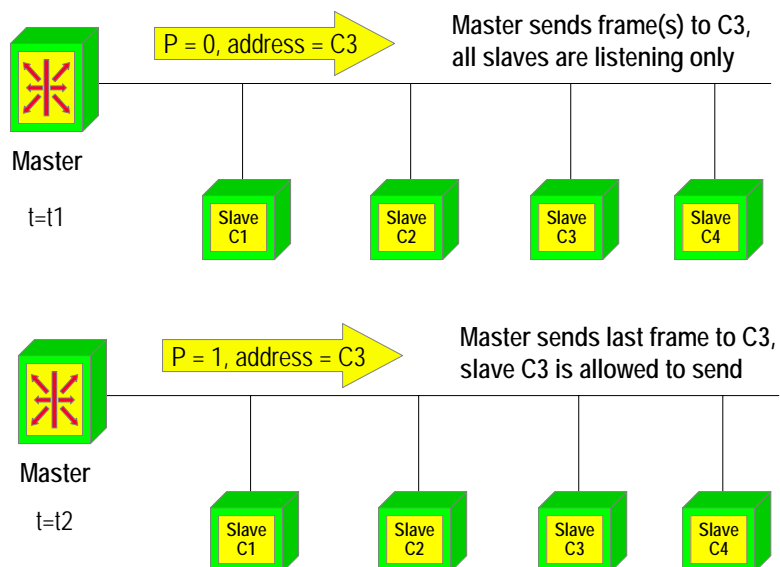 P = 0, address = C3
Master sends frame(s) to C3,
all slaves are listening only
Master
t=t1
Slave
C1
Slave
C2
Slave
C3
Slave
C4
P = 1, address = C3
Master sends last frame to C3,
slave C3 is allowed to send
Master
t=t2
Slave
C1
Slave
C2
Slave
C3
Slave
C4